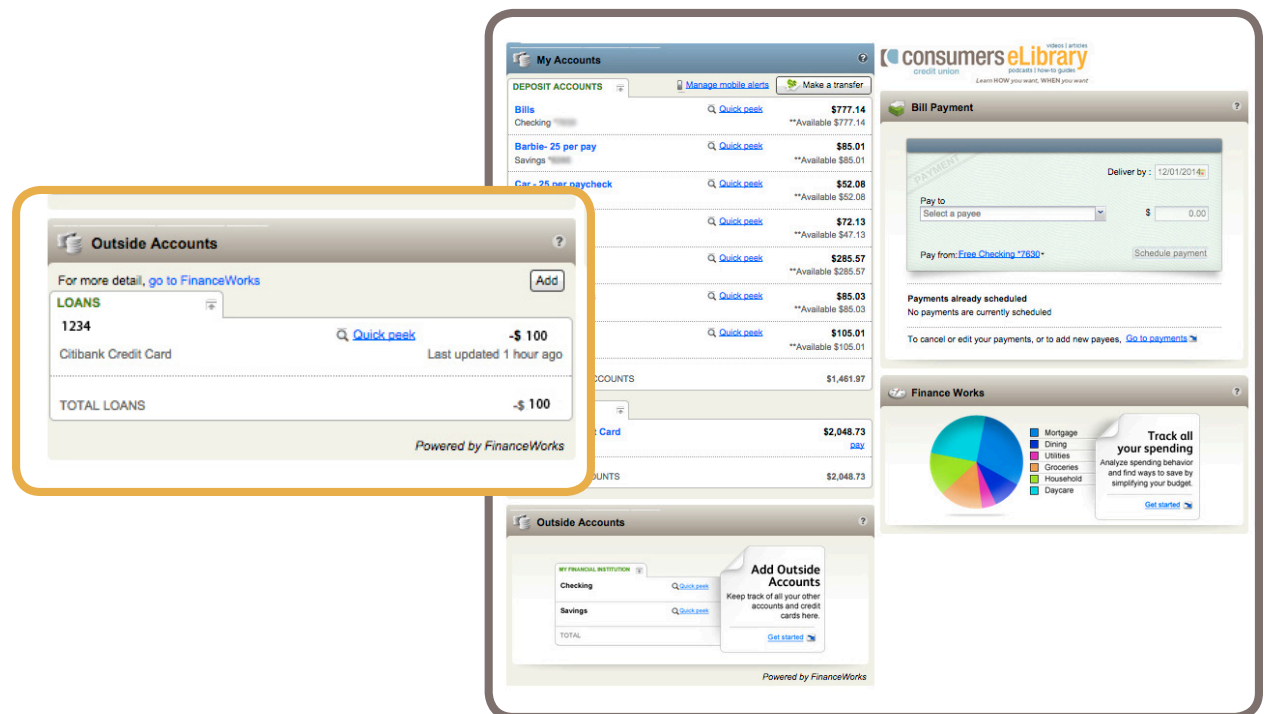 My Accounts
?
DEPOSIT ACCOUNTS
Manage mobile alerts
Make a transfer
Bills
Quick peek
$777.14
Checking
**Available $777.14
Barbie- 25 per pay
Quick peek
$85.01
Savings
**Available $85.01
Car - 25 per paycheck
Quick peek
$52.08
**Available $52.08
Quick peek
$72.13
**Available $47.13
Quick peek
$285.57
**Available $285.57
Quick peek
$85.03
**Available $85.03
Quick peek
$105.01
**Available $105.01
$1,461.97
Card
$2,048.73
pay
$2,048.73
Outside Accounts
?
For more detail, go to FinanceWorks
Add
LOANS
1234
Quick peek
-$ 100
Citibank Credit Card
Last updated 1 hour ago
TOTAL LOANS
-$ 100
Powered by FinanceWorks
Outside Accounts
?
MY FINANCIAL INSTITUTION
Checking
Quick peek
Savings
Quick peek
TOTAL
Add Outside
Accounts
Keep track of all your other
accounts and credit
cards here.
Get started
Powered by FinanceWorks
videos | articles
consumers eLibrary
credit union
podcasts | how-to guides
Learn HOW you want, WHEN you want
Bill Payment
?
PAYMENT
Deliver by : 12/01/2014
Pay to
Select a payee
$
0.00
Pay from: Free Checking *7630
Schedule payment
Payments already scheduled
No payments are currently scheduled
To cancel or edit your payments, or to add new payees, Go to payments
Finance Works
?
Mortgage
Dining
Utilities
Groceries
Household
Daycare
Track all
your spending
Analyze spending behavior
and find ways to save by
simplifying your budget.
Get started